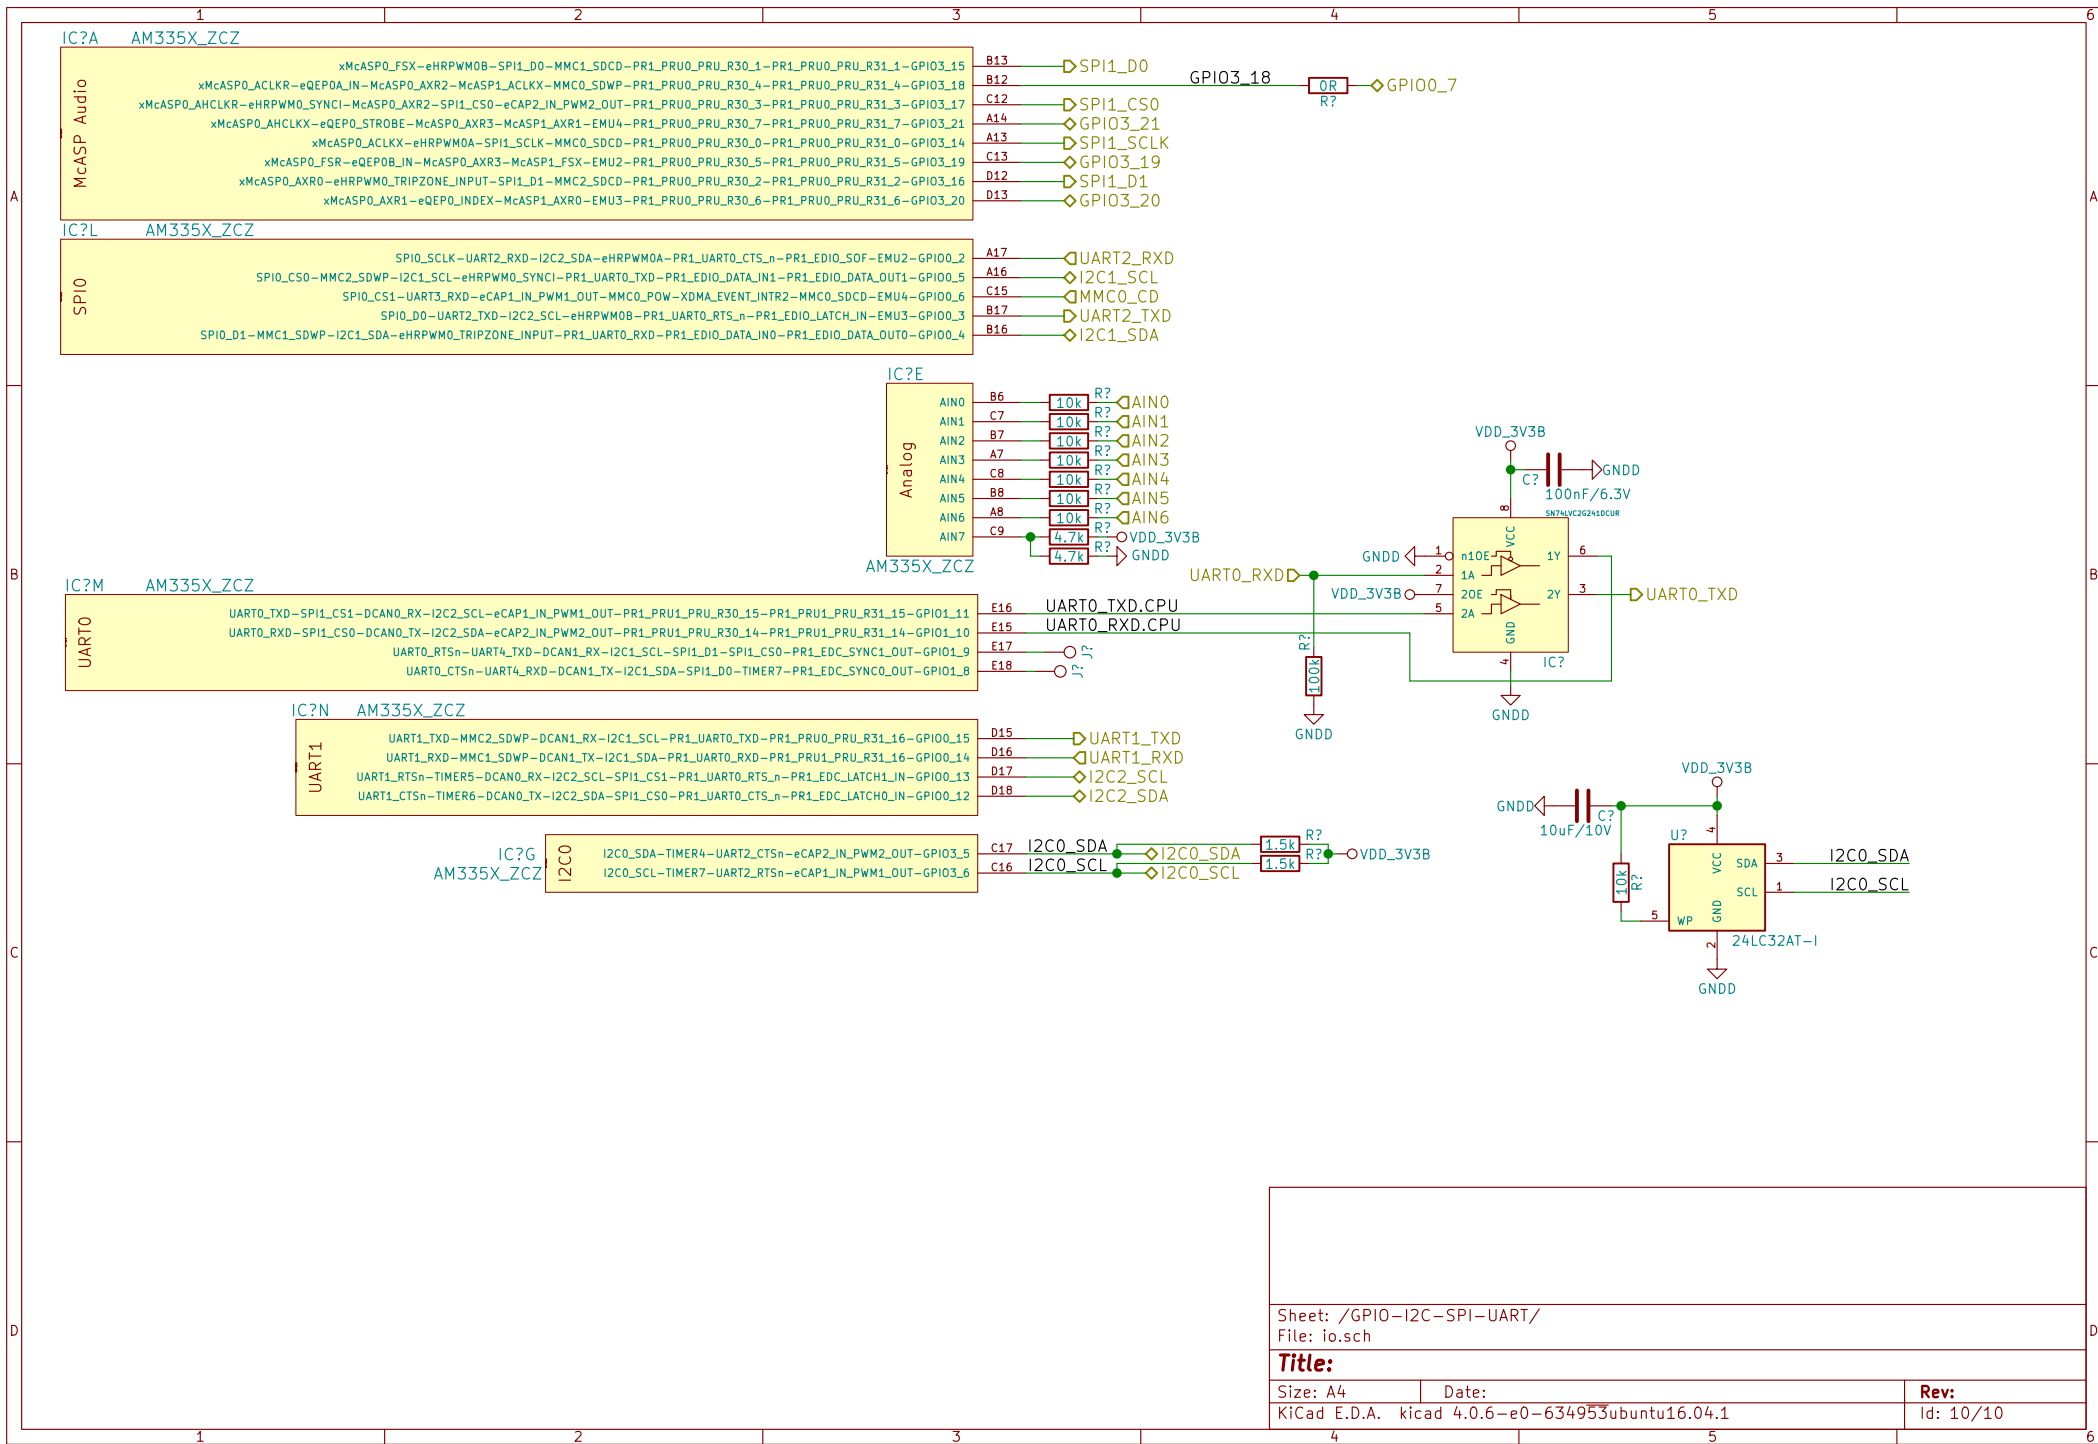 1 2 3 4 5 6
IC?A AM335X_ZCZ
McASP Audio
xMcASP0_FSX-eHRPWM0B-SPI1_D0-MMC1_SDCD-PR1_PRU0_PRU_R30_1-PR1_PRU0_PRU_R31_1-GPIO3_15 B13 SPI1_D0
xMcASP0_ACLKR-eQEP0A_IN-McASP0_AXR2-McASP1_ACLKX-MMC0_SDWP-PR1_PRU0_PRU_R30_4-PR1_PRU0_PRU_R31_4-GPIO3_18 B12 GPIO3_18 0R R? GPIO0_7
xMcASP0_AHCLKR-eHRPWM0_SYNCI-McASP0_AXR2-SPI1_CS0-eCAP2_IN_PWM2_OUT-PR1_PRU0_PRU_R30_3-PR1_PRU0_PRU_R31_3-GPIO3_17 C12 SPI1_CS0
xMcASP0_AHCLKX-eQEP0_STROBE-McASP0_AXR3-McASP1_AXR1-EMU4-PR1_PRU0_PRU_R30_7-PR1_PRU0_PRU_R31_7-GPIO3_21 A14 GPIO3_21
xMcASP0_ACLKX-eHRPWM0A-SPI1_SCLK-MMC0_SDCD-PR1_PRU0_PRU_R30_0-PR1_PRU0_PRU_R31_0-GPIO3_14 A13 SPI1_SCLK
xMcASP0_FSR-eQEP0B_IN-McASP0_AXR3-McASP1_FSX-EMU2-PR1_PRU0_PRU_R30_5-PR1_PRU0_PRU_R31_5-GPIO3_19 C13 GPIO3_19
xMcASP0_AXR0-eHRPWM0_TRIPZONE_INPUT-SPI1_D1-MMC2_SDCD-PR1_PRU0_PRU_R30_2-PR1_PRU0_PRU_R31_2-GPIO3_16 D12 SPI1_D1
xMcASP0_AXR1-eQEP0_INDEX-McASP1_AXR0-EMU3-PR1_PRU0_PRU_R30_6-PR1_PRU0_PRU_R31_6-GPIO3_20 D13 GPIO3_20
A A
IC?L AM335X_ZCZ
SPI0
SPI0_SCLK-UART2_RXD-I2C2_SDA-eHRPWM0A-PR1_UART0_CTS_n-PR1_EDIO_SOF-EMU2-GPIO0_2 A17 UART2_RXD
SPI0_CS0-MMC2_SDWP-I2C1_SCL-eHRPWM0_SYNCI-PR1_UART0_TXD-PR1_EDIO_DATA_IN1-PR1_EDIO_DATA_OUT1-GPIO0_5 A16 I2C1_SCL
SPI0_CS1-UART3_RXD-eCAP1_IN_PWM1_OUT-MMC0_POW-XDMA_EVENT_INTR2-MMC0_SDCD-EMU4-GPIO0_6 C15 MMC0_CD
SPI0_D0-UART2_TXD-I2C2_SCL-eHRPWM0B-PR1_UART0_RTS_n-PR1_EDIO_LATCH_IN-EMU3-GPIO0_3 B17 UART2_TXD
SPI0_D1-MMC1_SDWP-I2C1_SDA-eHRPWM0_TRIPZONE_INPUT-PR1_UART0_RXD-PR1_EDIO_DATA_IN0-PR1_EDIO_DATA_OUT0-GPIO0_4 B16 I2C1_SDA
IC?E
Analog
AIN0 B6 10k R? AIN0
AIN1 C7 10k R? AIN1
AIN2 B7 10k R? AIN2
AIN3 A7 10k R? AIN3
AIN4 C8 10k R? AIN4
AIN5 B8 10k R? AIN5
AIN6 A8 10k R? AIN6
AIN7 C9 4.7k R? VDD_3V3B
4.7k R? GNDD
AM335X_ZCZ
VDD_3V3B
C? GNDD
100nF/6.3V
SN74LVC2G241DCUR
8 VCC
GNDD 1 n1OE 1Y 6
UART0_RXD 2 1A
VDD_3V3B 7 2OE 2Y 3 UART0_TXD
5 2A
GND 4
IC?
GNDD
R? 100k
GNDD
B B
IC?M AM335X_ZCZ
UART0
UART0_TXD-SPI1_CS1-DCAN0_RX-I2C2_SCL-eCAP1_IN_PWM1_OUT-PR1_PRU1_PRU_R30_15-PR1_PRU1_PRU_R31_15-GPIO1_11 E16 UART0_TXD.CPU
UART0_RXD-SPI1_CS0-DCAN0_TX-I2C2_SDA-eCAP2_IN_PWM2_OUT-PR1_PRU1_PRU_R30_14-PR1_PRU1_PRU_R31_14-GPIO1_10 E15 UART0_RXD.CPU
UART0_RTSn-UART4_TXD-DCAN1_RX-I2C1_SCL-SPI1_D1-SPI1_CS0-PR1_EDC_SYNC1_OUT-GPIO1_9 E17 J?
UART0_CTSn-UART4_RXD-DCAN1_TX-I2C1_SDA-SPI1_D0-TIMER7-PR1_EDC_SYNC0_OUT-GPIO1_8 E18 J?
IC?N AM335X_ZCZ
UART1
UART1_TXD-MMC2_SDWP-DCAN1_RX-I2C1_SCL-PR1_UART0_TXD-PR1_PRU0_PRU_R31_16-GPIO0_15 D15 UART1_TXD
UART1_RXD-MMC1_SDWP-DCAN1_TX-I2C1_SDA-PR1_UART0_RXD-PR1_PRU1_PRU_R31_16-GPIO0_14 D16 UART1_RXD
UART1_RTSn-TIMER5-DCAN0_RX-I2C2_SCL-SPI1_CS1-PR1_UART0_RTS_n-PR1_EDC_LATCH1_IN-GPIO0_13 D17 I2C2_SCL
UART1_CTSn-TIMER6-DCAN0_TX-I2C2_SDA-SPI1_CS0-PR1_UART0_CTS_n-PR1_EDC_LATCH0_IN-GPIO0_12 D18 I2C2_SDA
IC?G
AM335X_ZCZ
I2C0
I2C0_SDA-TIMER4-UART2_CTSn-eCAP2_IN_PWM2_OUT-GPIO3_5 C17 I2C0_SDA I2C0_SDA 1.5k R? VDD_3V3B
I2C0_SCL-TIMER7-UART2_RTSn-eCAP1_IN_PWM1_OUT-GPIO3_6 C16 I2C0_SCL I2C0_SCL 1.5k R?
VDD_3V3B
GNDD C?
10uF/10V
U? 4 VCC
SDA 3 I2C0_SDA
10k R?
SCL 1 I2C0_SCL
5 WP GND
24LC32AT-I
2
GNDD
C C
D D
Sheet: /GPIO-I2C-SPI-UART/
File: io.sch
Title:
Size: A4 Date: Rev:
KiCad E.D.A. kicad 4.0.6-e0-634953ubuntu16.04.1 Id: 10/10
1 2 3 4 5 6